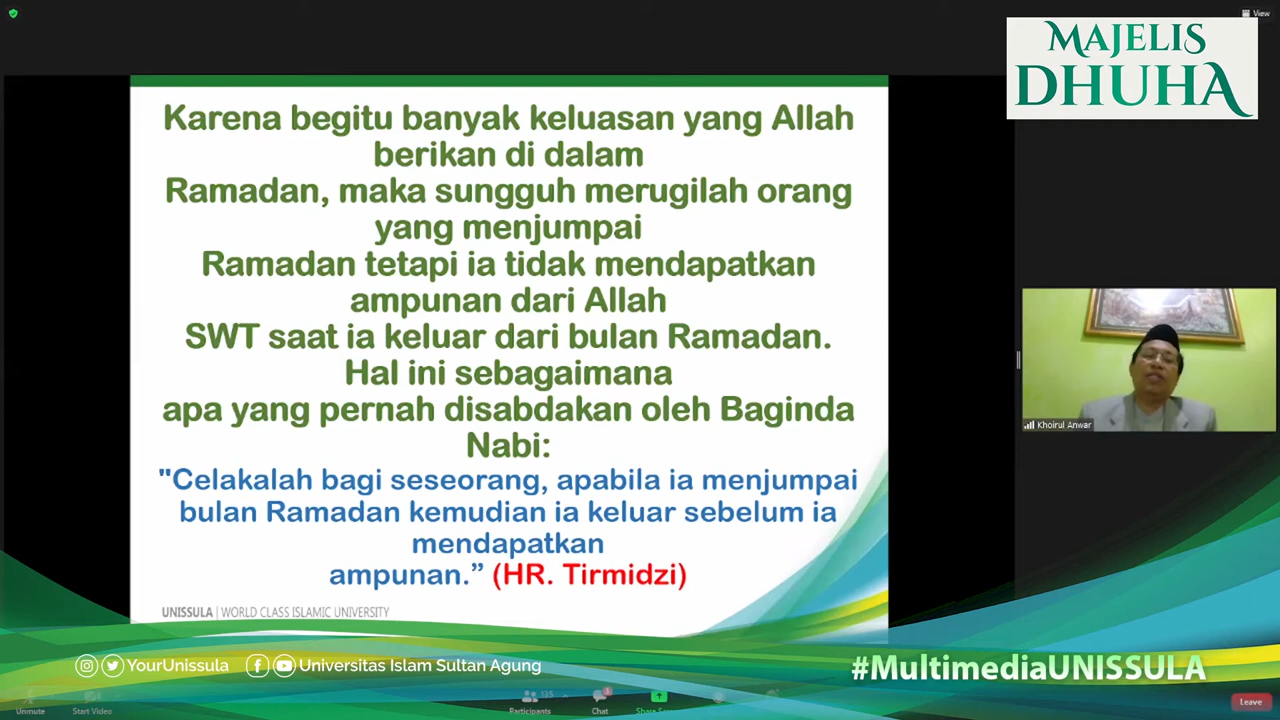 View
MAJELIS
DHUHA
Karena begitu banyak keluasan yang Allah
berikan di dalam
Ramadan, maka sungguh merugilah orang
yang menjumpai
Ramadan tetapi ia tidak mendapatkan
ampunan dari Allah
SWT saat ia keluar dari bulan Ramadan.
Hal ini sebagaimana
apa yang pernah disabdakan oleh Baginda
Nabi:
"Celakalah bagi seseorang, apabila ia menjumpai
bulan Ramadan kemudian ia keluar sebelum ia
mendapatkan
ampunan.” (HR. Tirmidzi)
UNISSULA | WORLD CLASS ISLAMIC UNIVERSITY
Khoirul Anwar
YourUnissula Universitas Islam Sultan Agung
#MultimediaUNISSULA
Unmute Start Video Participants 135 Chat Leave